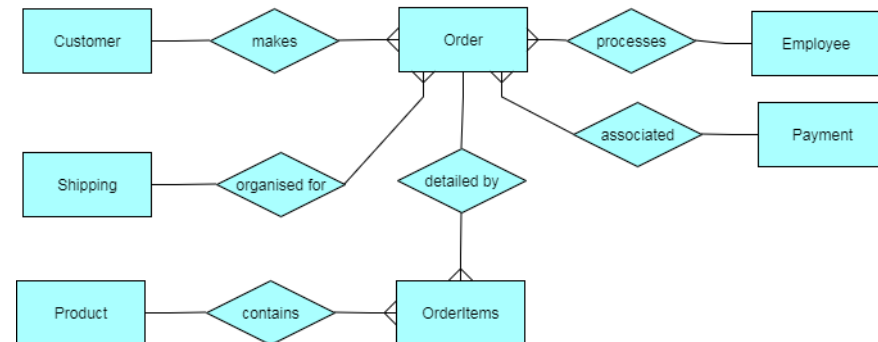 Customer
makes
Order
processes
Employee
associated
Payment
Shipping
organised for
detailed by
Product
contains
OrderItems